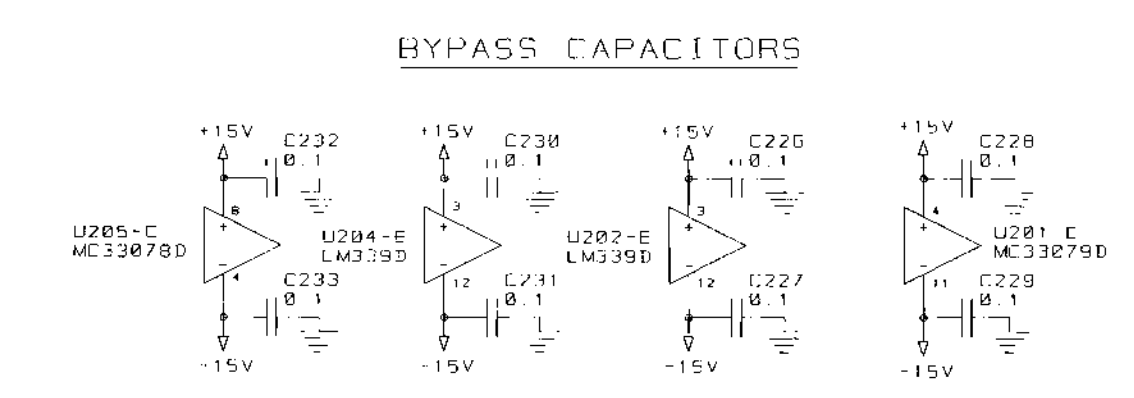 BYPASS CAPACITORS
+15V
C232
0.1
8
+
U205-C
MC33078D
-
4
C233
0.1
-15V
+15V
C230
0.1
3
+
U204-E
LM339D
-
12
C231
0.1
-15V
+15V
C226
0.1
3
+
U202-E
LM339D
-
12
C227
0.1
-15V
+15V
C228
0.1
4
+
U201-E
MC33079D
-
11
C229
0.1
-15V